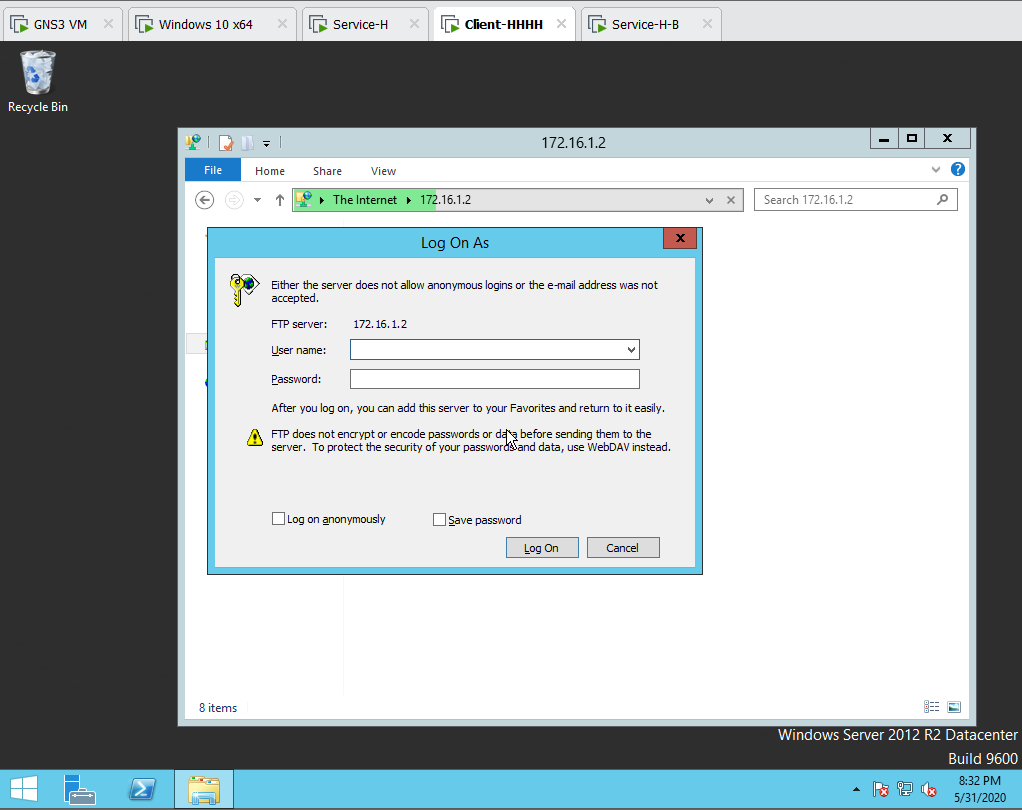 GNS3 VM
Windows 10 x64
Service-H
Client-HHHH
Service-H-B
Recycle Bin
172.16.1.2
File
Home
Share
View
The Internet
172.16.1.2
Search 172.16.1.2
Log On As
Either the server does not allow anonymous logins or the e-mail address was not
accepted.
FTP server:
172.16.1.2
User name:
Password:
After you log on, you can add this server to your Favorites and return to it easily.
FTP does not encrypt or encode passwords or data before sending them to the
server. To protect the security of your passwords and data, use WebDAV instead.
Log on anonymously
Save password
Log On
Cancel
8 items
Windows Server 2012 R2 Datacenter
Build 9600
8:32 PM
5/31/2020